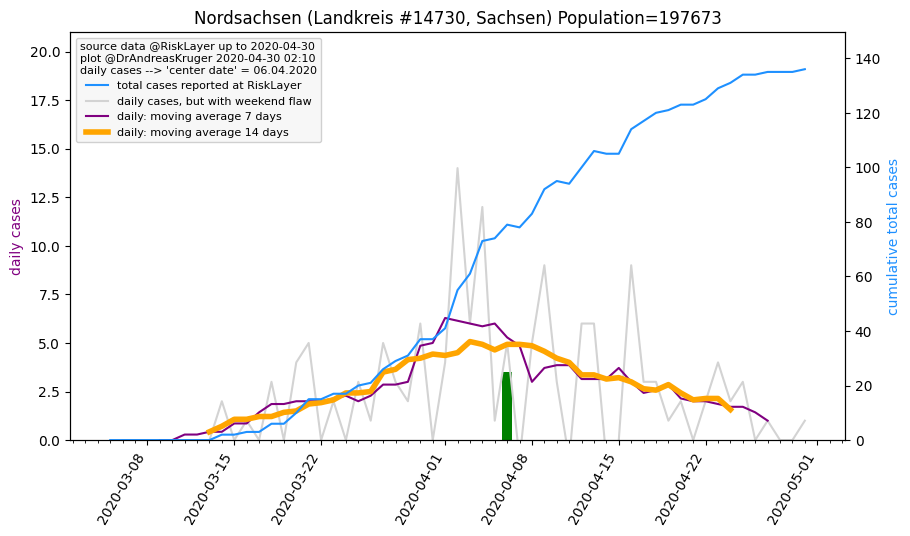 Nordsachsen (Landkreis #14730, Sachsen) Population=197673
source data @RiskLayer up to 2020-04-30
plot @DrAndreasKruger 2020-04-30 02:10
daily cases --> 'center date' = 06.04.2020
total cases reported at RiskLayer
daily cases, but with weekend flaw
daily: moving average 7 days
daily: moving average 14 days
daily cases
20.0
17.5
15.0
12.5
10.0
7.5
5.0
2.5
0.0
140
120
100
80
60
40
20
0
cumulative total cases
2020-03-08
2020-03-15
2020-03-22
2020-04-01
2020-04-08
2020-04-15
2020-04-22
2020-05-01